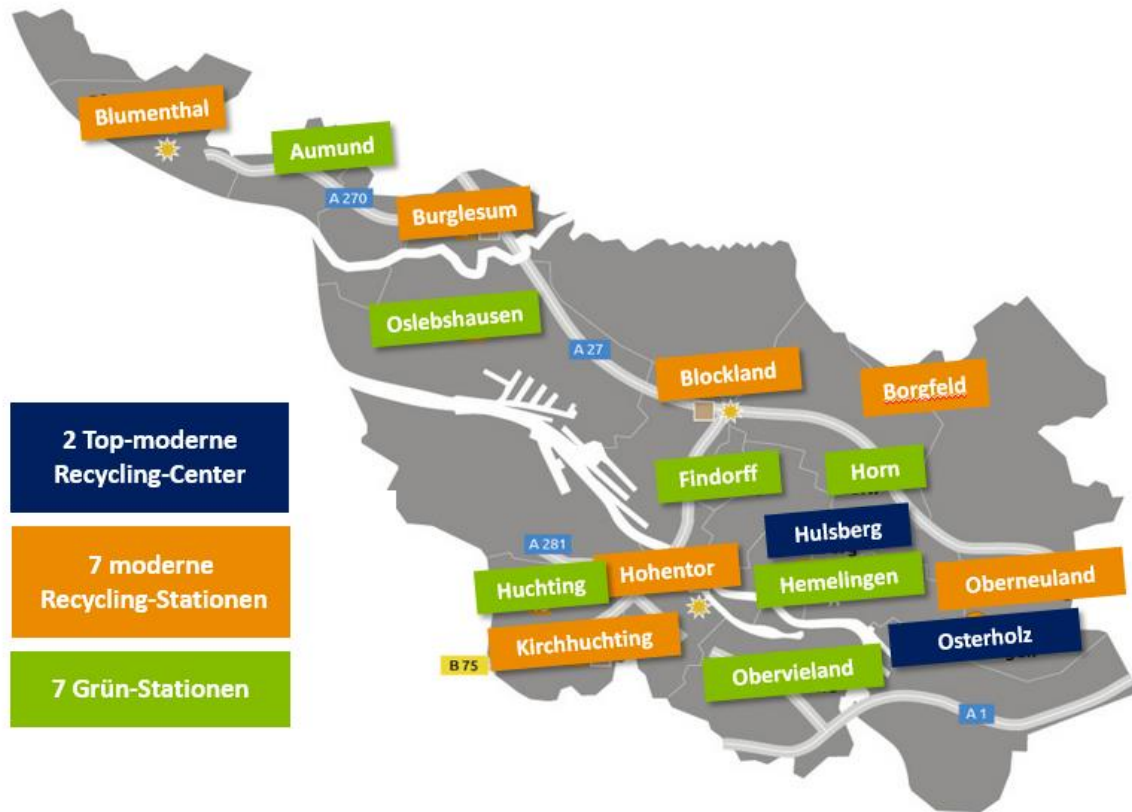 Blumenthal
Aumund
A 270
Burglesum
Oslebshausen
A 27
Blockland
Borgfeld
2 Top-moderne
Recycling-Center
Findorff
Horn
Hulsberg
A 281
7 moderne
Recycling-Stationen
Huchting
Hohentor
Hemelingen
Oberneuland
Kirchhuchting
Osterholz
B 75
Obervieland
7 Grün-Stationen
A 1